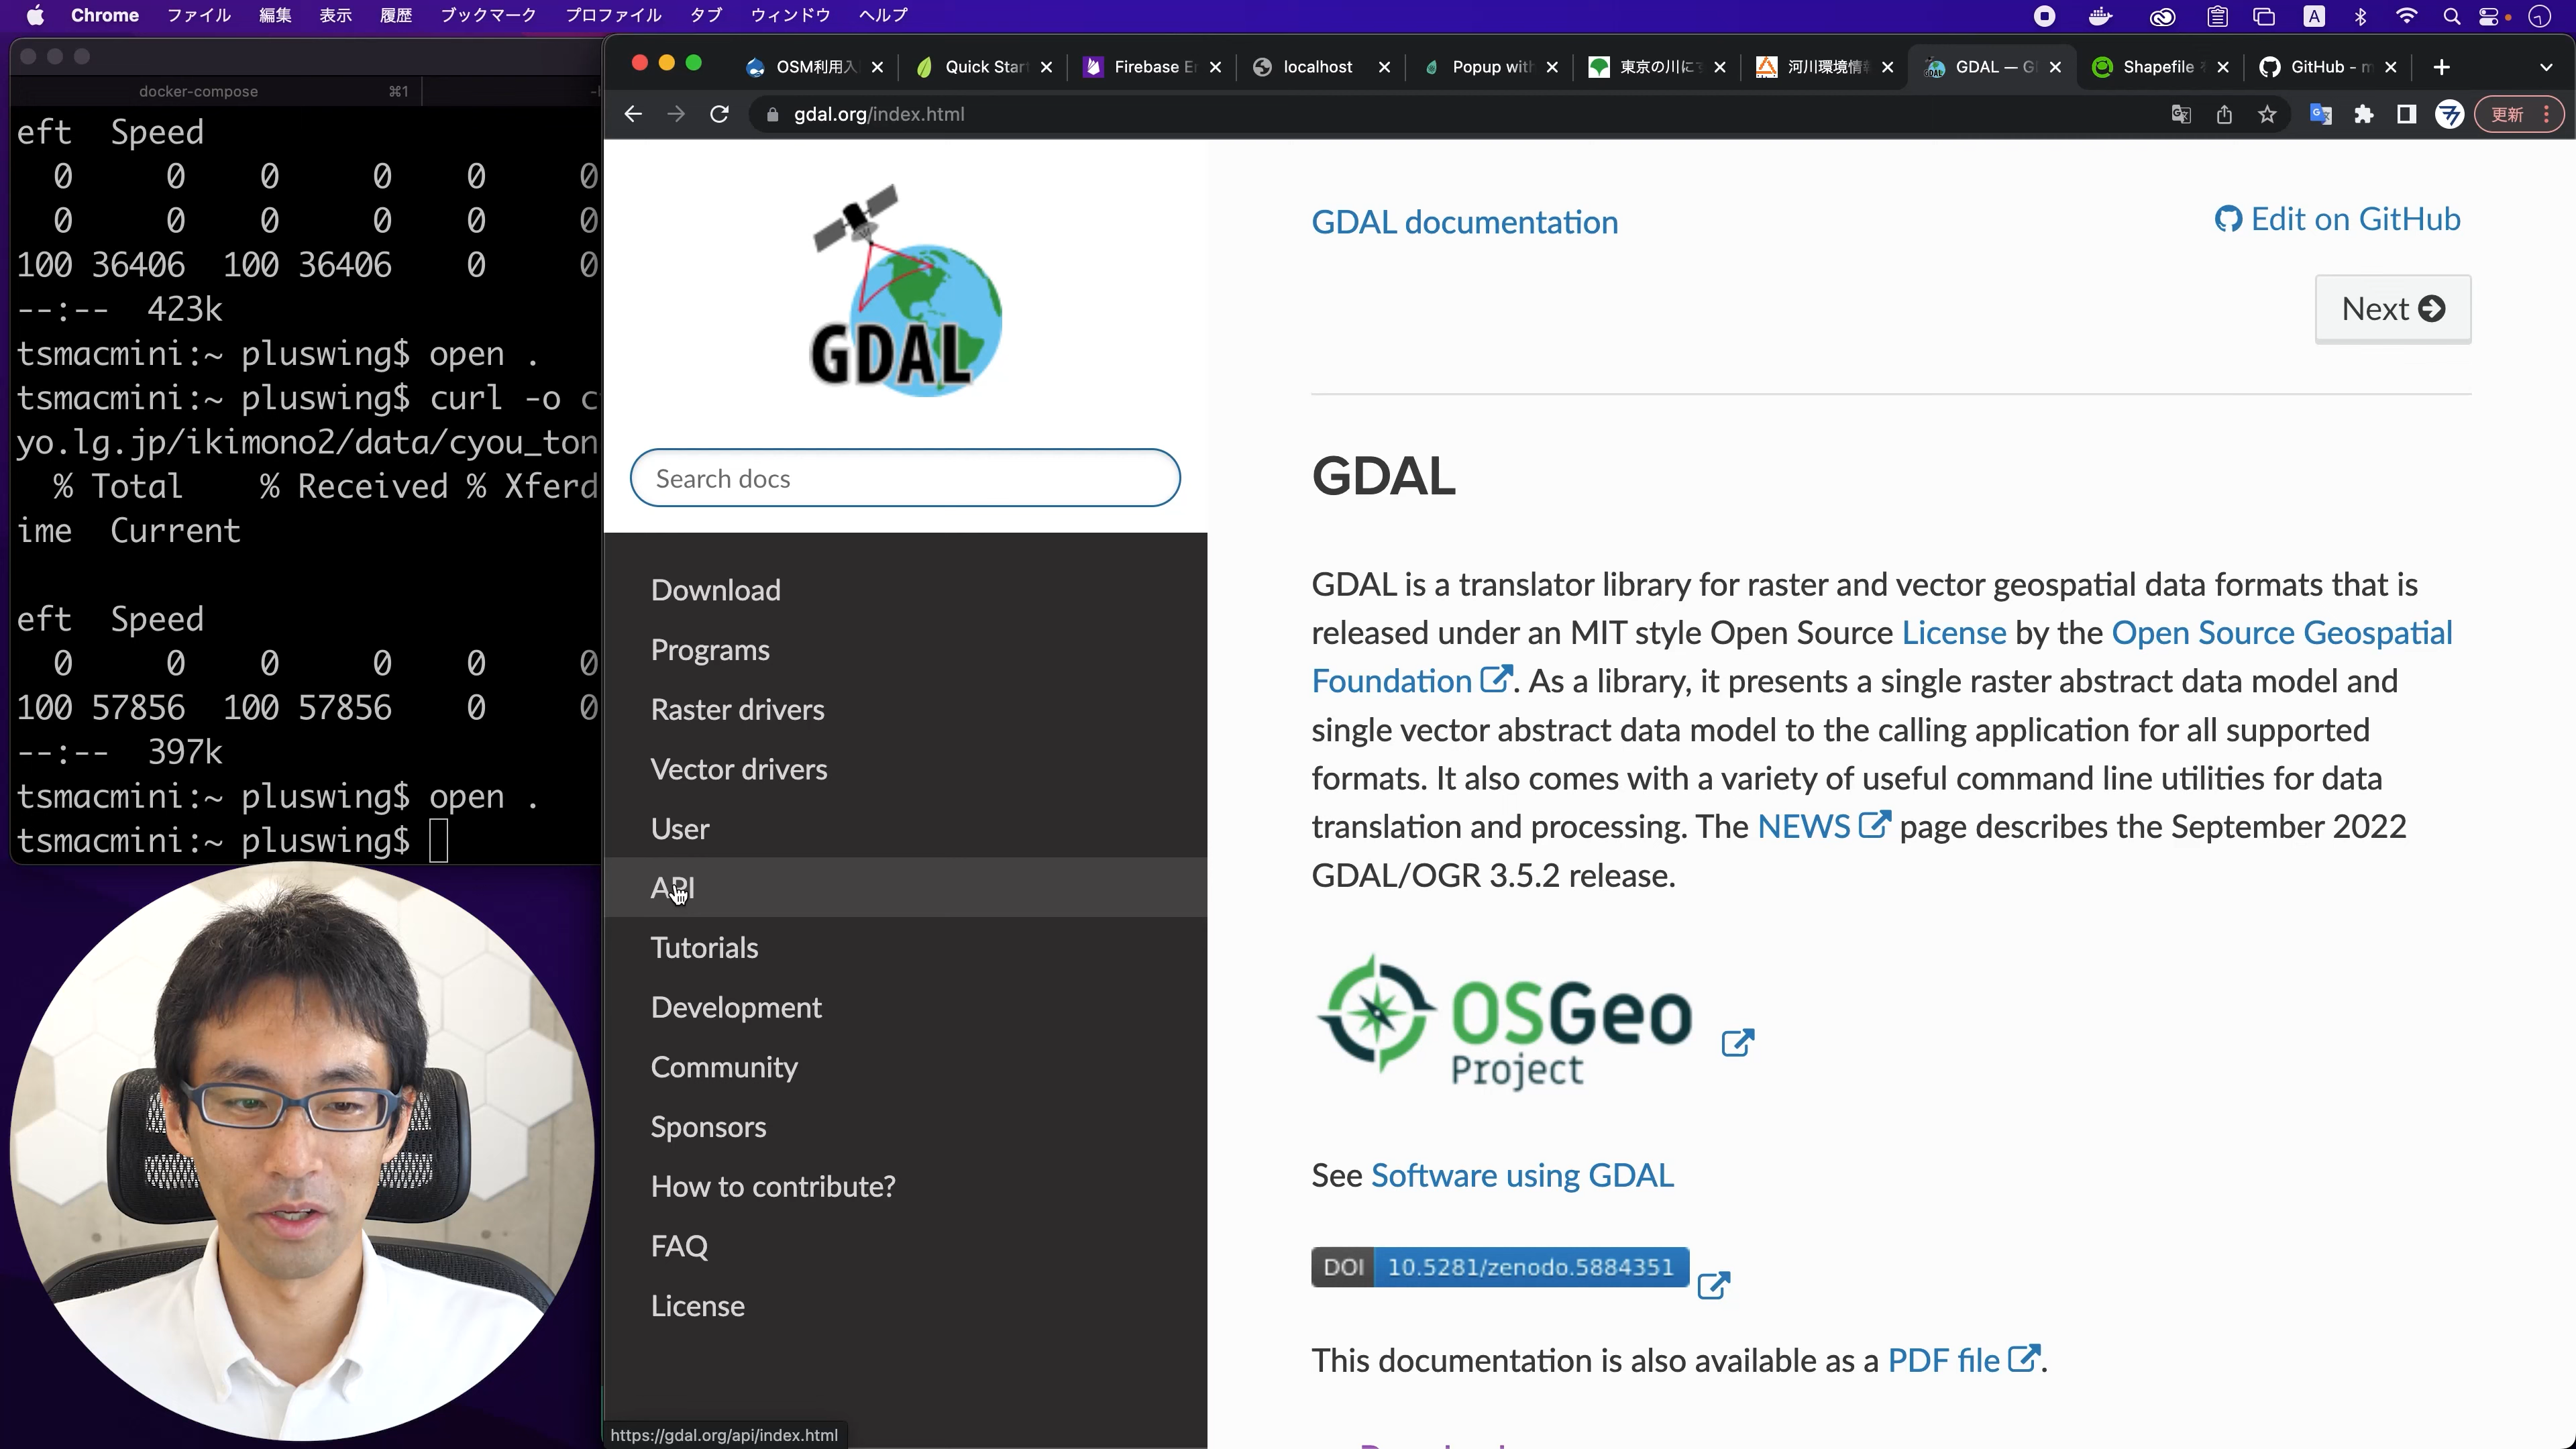 Chrome ファイル 編集 表示 履歴 ブックマーク プロファイル タブ ウィンドウ ヘルプ
A
docker-compose ⌘1
eft Speed
0 0 0 0 0 0
0 0 0 0 0 0
100 36406 100 36406 0 0
--:-- 423k
tsmacmini:~ pluswing$ open .
tsmacmini:~ pluswing$ curl -o c
yo.lg.jp/ikimono2/data/cyou_ton
% Total % Received % Xferd
ime Current
eft Speed
0 0 0 0 0 0
100 57856 100 57856 0 0
--:-- 397k
tsmacmini:~ pluswing$ open .
tsmacmini:~ pluswing$
OSM利用入 Quick Star Firebase localhost Popup with 東京の川に 河川環境情 GDAL — G Shapefile GitHub - m
gdal.org/index.html
更新
GDAL
Search docs
Download
Programs
Raster drivers
Vector drivers
User
API
Tutorials
Development
Community
Sponsors
How to contribute?
FAQ
License
https://gdal.org/api/index.html
GDAL documentation
Edit on GitHub
Next
GDAL
GDAL is a translator library for raster and vector geospatial data formats that is
released under an MIT style Open Source License by the Open Source Geospatial
Foundation. As a library, it presents a single raster abstract data model and
single vector abstract data model to the calling application for all supported
formats. It also comes with a variety of useful command line utilities for data
translation and processing. The NEWS page describes the September 2022
GDAL/OGR 3.5.2 release.
OSGeo
Project
See Software using GDAL
DOI 10.5281/zenodo.5884351
This documentation is also available as a PDF file.